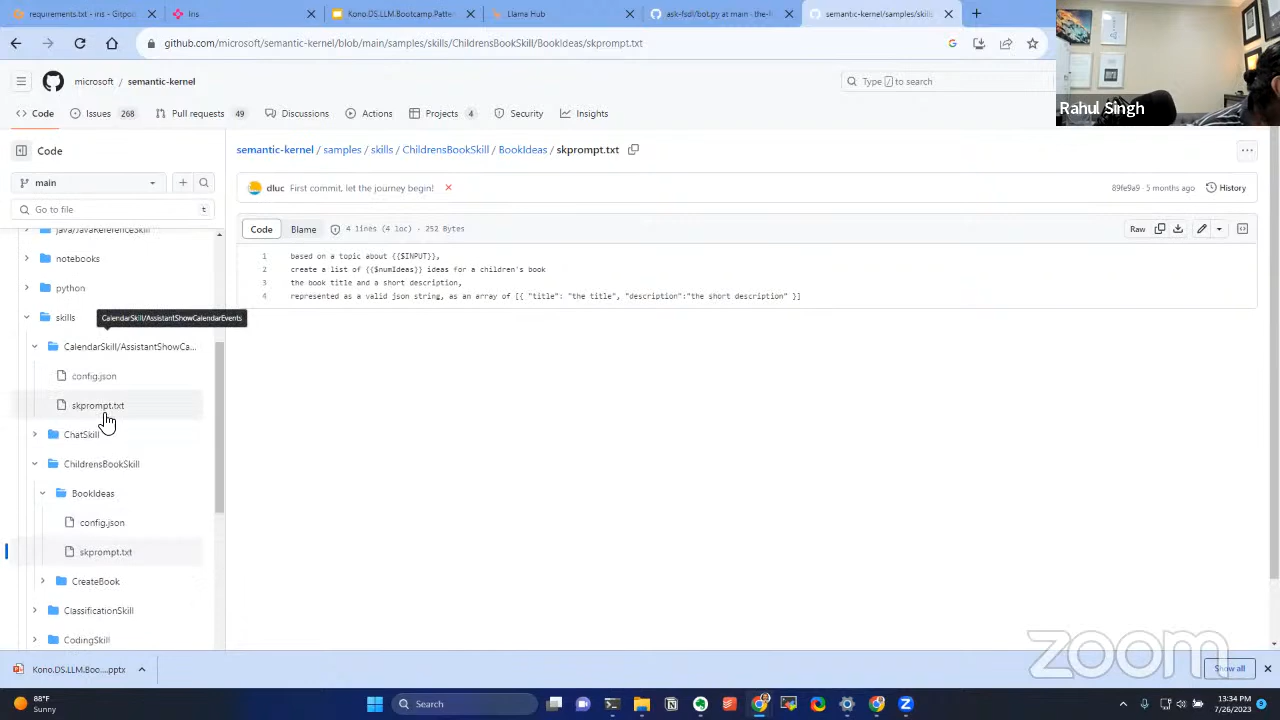 requirements.txt - iris - Gitpod
Iris
Kono.DS.LLM.Bootcamp.Patter
Llama Hub
ask-fsdl/bot.py at main · the-
semantic-kernel/samples/skills
github.com/microsoft/semantic-kernel/blob/main/samples/skills/ChildrensBookSkill/BookIdeas/skprompt.txt
microsoft / semantic-kernel
Type / to search
Code
Issues 268
Pull requests 49
Discussions
Actions
Projects 4
Security
Insights
Rahul Singh
Code
main
Go to file t
java/JavaReferenceSkill
notebooks
python
skills
CalendarSkill/AssistantShowCalendarEvents
CalendarSkill/AssistantShowCa...
config.json
skprompt.txt
ChatSkill
ChildrensBookSkill
BookIdeas
config.json
skprompt.txt
CreateBook
ClassificationSkill
CodingSkill
semantic-kernel / samples / skills / ChildrensBookSkill / BookIdeas / skprompt.txt
dluc First commit, let the journey begin!
89fe9a9 · 5 months ago
History
Code
Blame
4 lines (4 loc) · 252 Bytes
Raw
1 based on a topic about {{$INPUT}},
2 create a list of {{$numIdeas}} ideas for a children's book
3 the book title and a short description,
4 represented as a valid json string, as an array of [{ "title": "the title", "description":"the short description" }]
zoom
Kono.DS.LLM.Boo....pptx
Show all
88°F
Sunny
Search
13:34 PM
7/26/2023